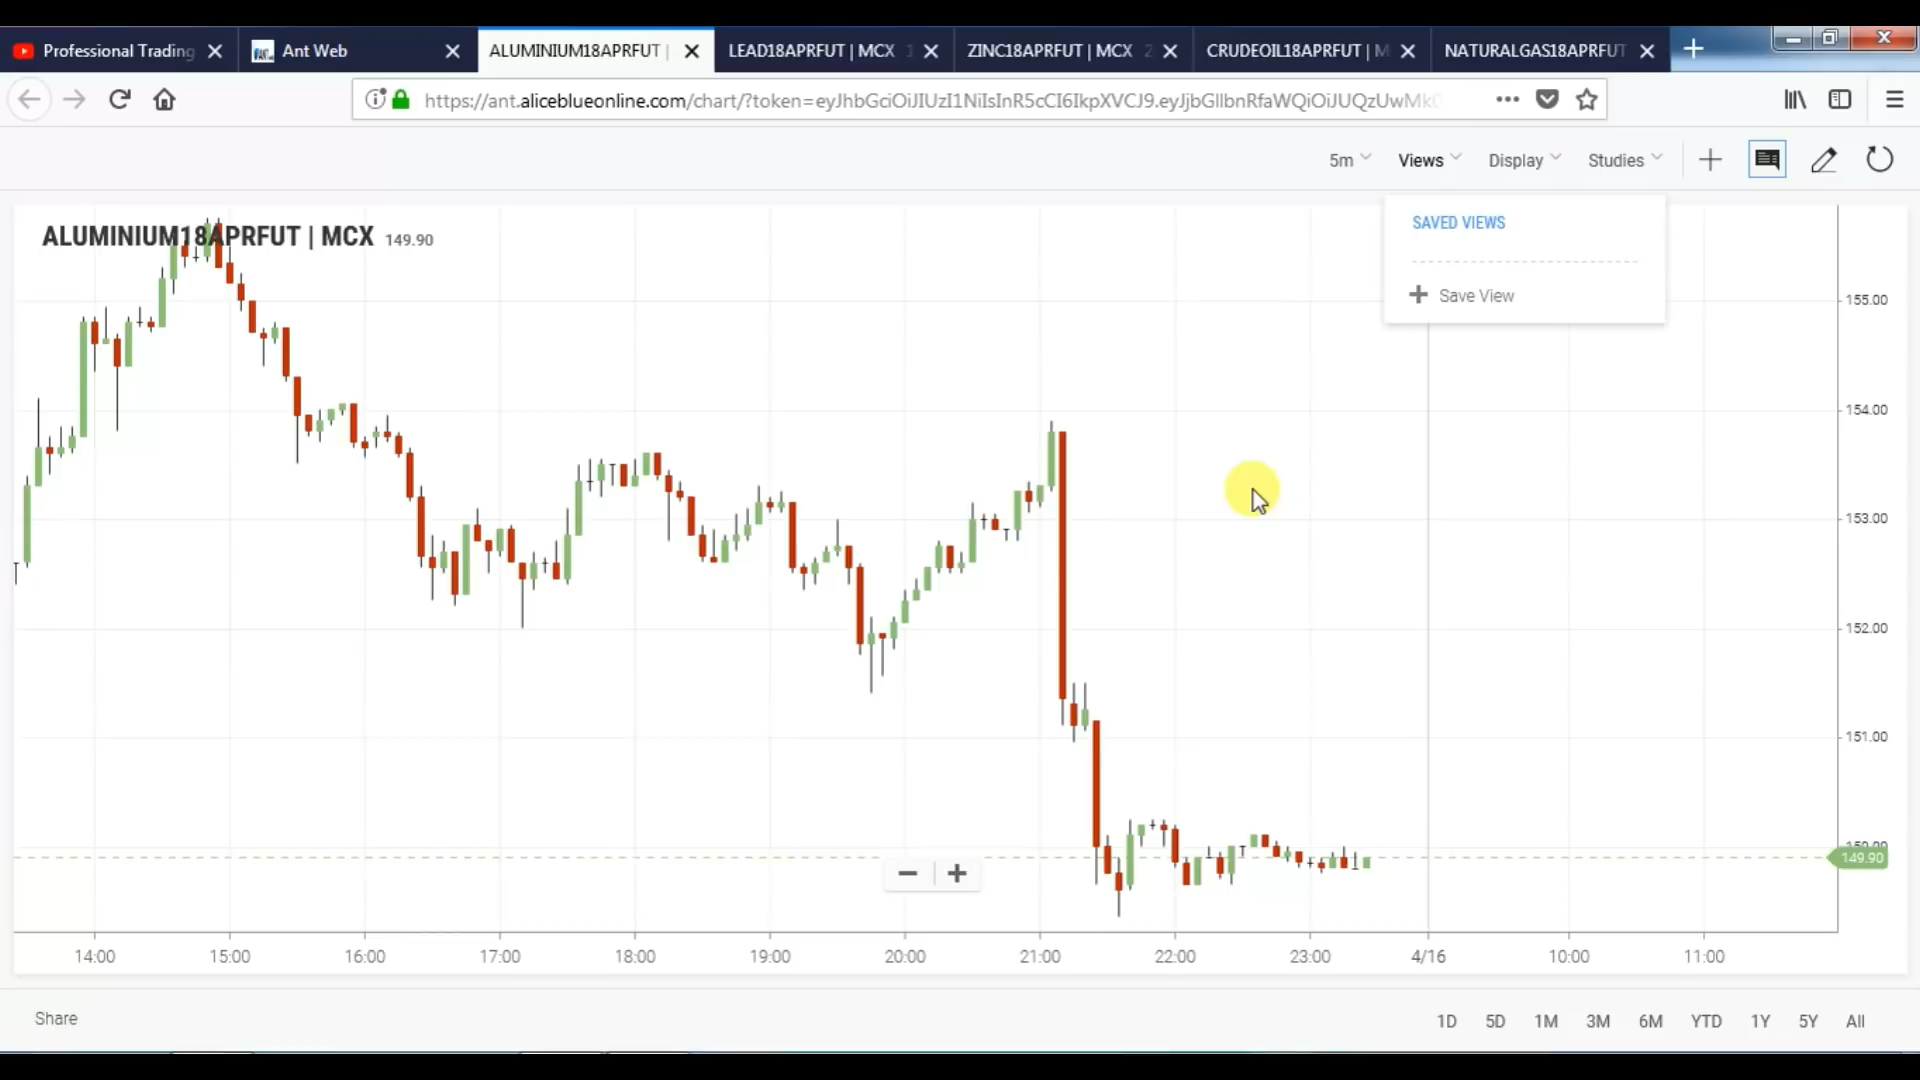 Professional Trading
Ant Web
ALUMINIUM18APRFUT |
LEAD18APRFUT | MCX 1
ZINC18APRFUT | MCX 2
CRUDEOIL18APRFUT | M
NATURALGAS18APRFUT
https://ant.aliceblueonline.com/chart/?token=
5m
Views
Display
Studies
ALUMINIUM18APRFUT | MCX 149.90
SAVED VIEWS
Save View
155.00
154.00
153.00
152.00
151.00
150.00
149.90
14:00
15:00
16:00
17:00
18:00
19:00
20:00
21:00
22:00
23:00
4/16
10:00
11:00
Share
1D
5D
1M
3M
6M
YTD
1Y
5Y
All